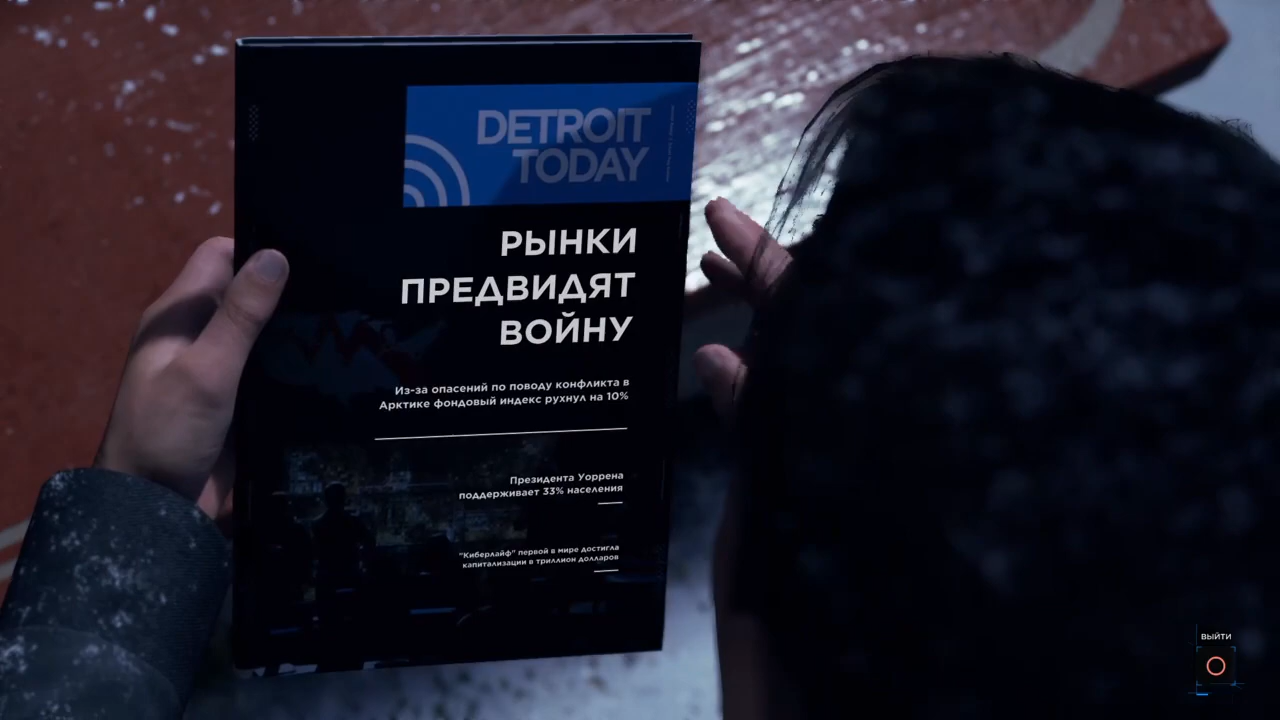 DETROIT
TODAY
РЫНКИ
ПРЕДВИДЯТ
ВОЙНУ
Из-за опасений по поводу конфликта в
Арктике фондовый индекс рухнул на 10%
Президента Уоррена
поддерживает 33% населения
"Киберлайф" первой в мире достигла
капитализации в триллион долларов
ВЫЙТИ